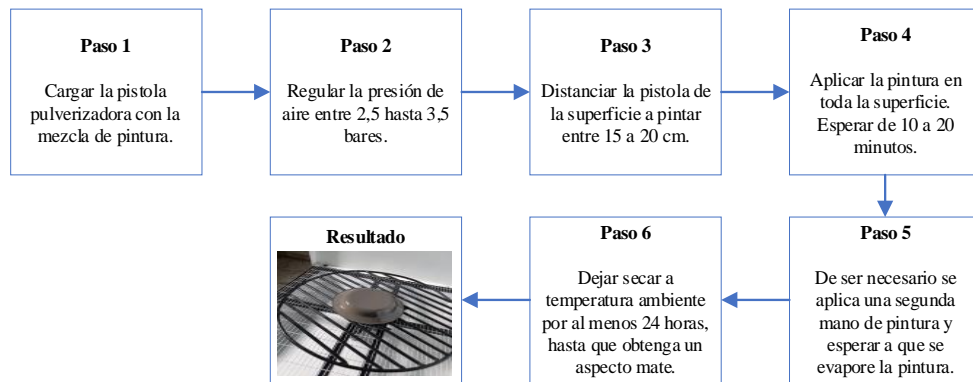 Paso 1
Cargar la pistola
pulverizadora con la
mezcla de pintura.
Paso 2
Regular la presión de
aire entre 2,5 hasta 3,5
bares.
Paso 3
Distanciar la pistola de
la superficie a pintar
entre 15 a 20 cm.
Paso 4
Aplicar la pintura en
toda la superficie.
Esperar de 10 a 20
minutos.
Paso 5
De ser necesario se
aplica una segunda
mano de pintura y
esperar a que se
evapore la pintura.
Paso 6
Dejar secar a
temperatura ambiente
por al menos 24 horas,
hasta que obtenga un
aspecto mate.
Resultado